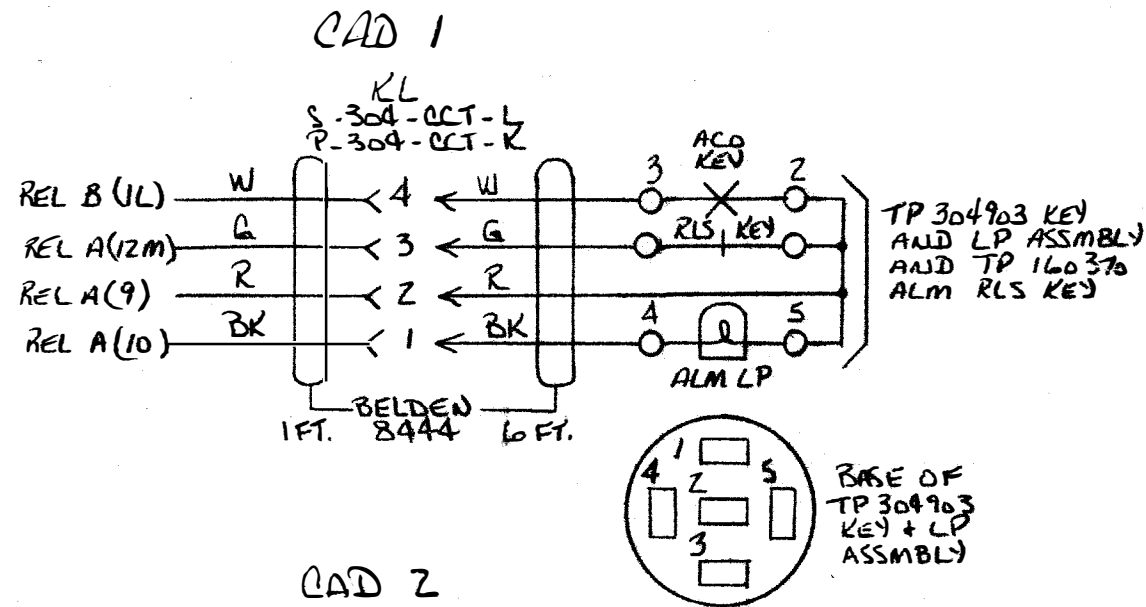 CAD 1
KL
S-304-CCT-L
P-304-CCT-K
REL B (1L) W 4 W 3 ACO KEY 2
REL A(12M) G 3 G RLS KEY
REL A(9) R 2 R
REL A(10) BK 1 BK 4 5
ALM LP
TP 304903 KEY
AND LP ASSMBLY
AND TP 160370
ALM RLS KEY
BELDEN
1 FT. 8444 6 FT.
1
4 2 5
3
BASE OF
TP 304903
KEY & LP
ASSMBLY
CAD 2